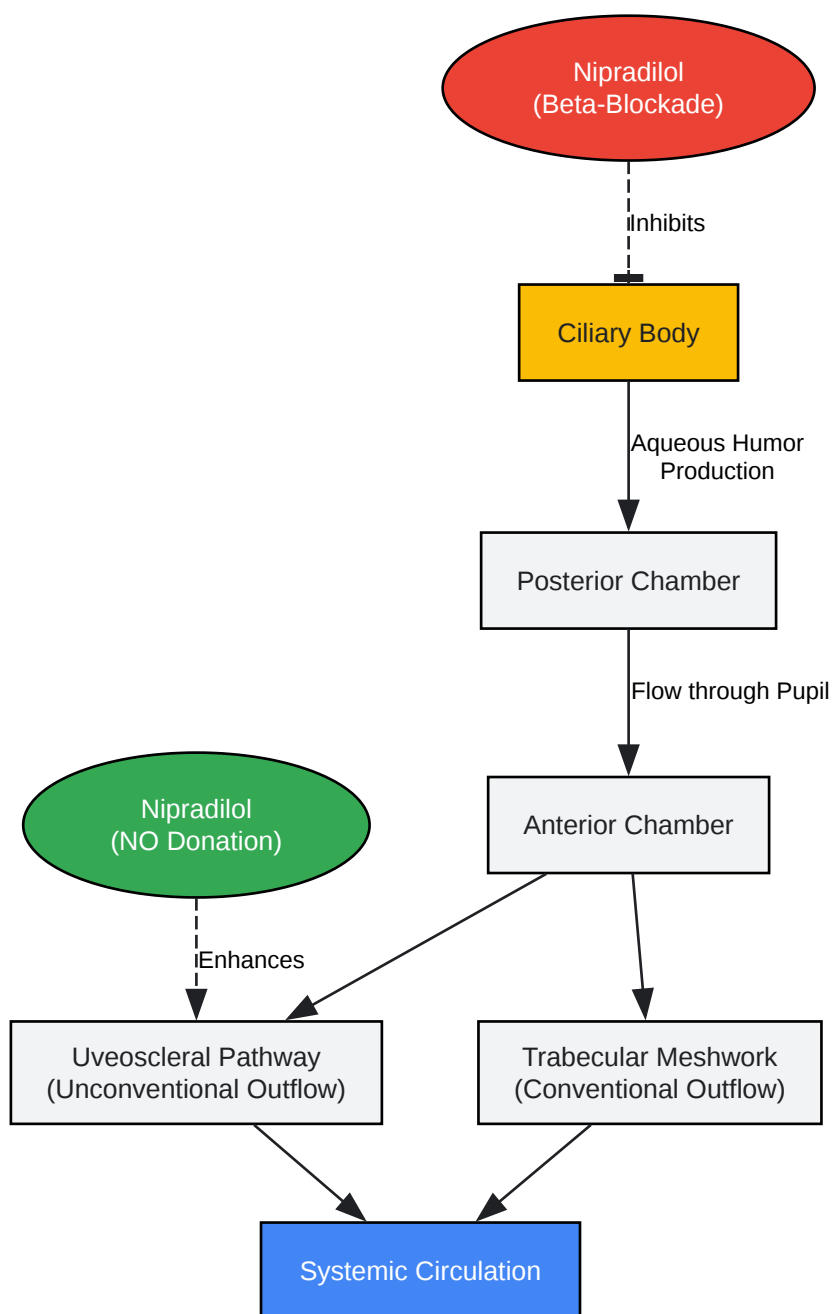 Nipradilol
(Beta-Blockade)
Inhibits
Ciliary Body
Aqueous Humor
Production
Posterior Chamber
Flow through Pupil
Nipradilol
(NO Donation)
Anterior Chamber
Enhances
Uveoscleral Pathway
(Unconventional Outflow)
Trabecular Meshwork
(Conventional Outflow)
Systemic Circulation